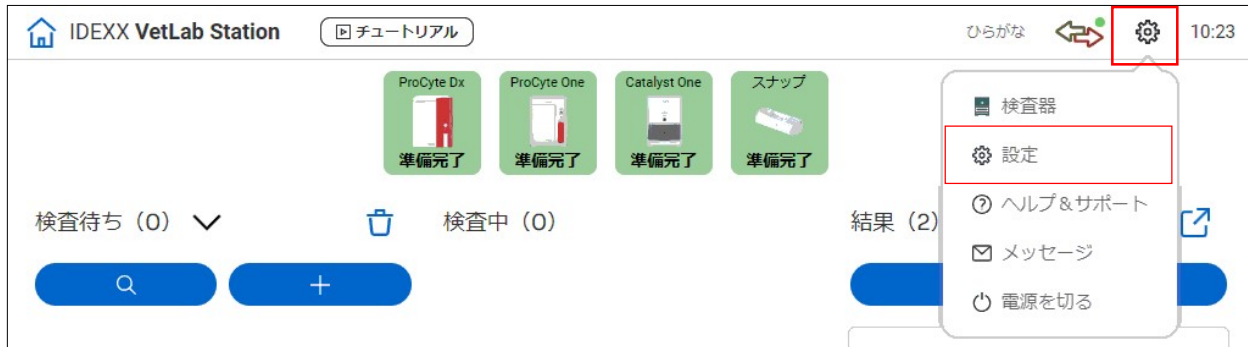 IDEXX VetLab Station チュートリアル ひらがな 10:23
ProCyte Dx ProCyte One Catalyst One スナップ
準備完了 準備完了 準備完了 準備完了
検査器
設定
ヘルプ&サポート
メッセージ
電源を切る
検査待ち(0) 検査中(0) 結果(2)